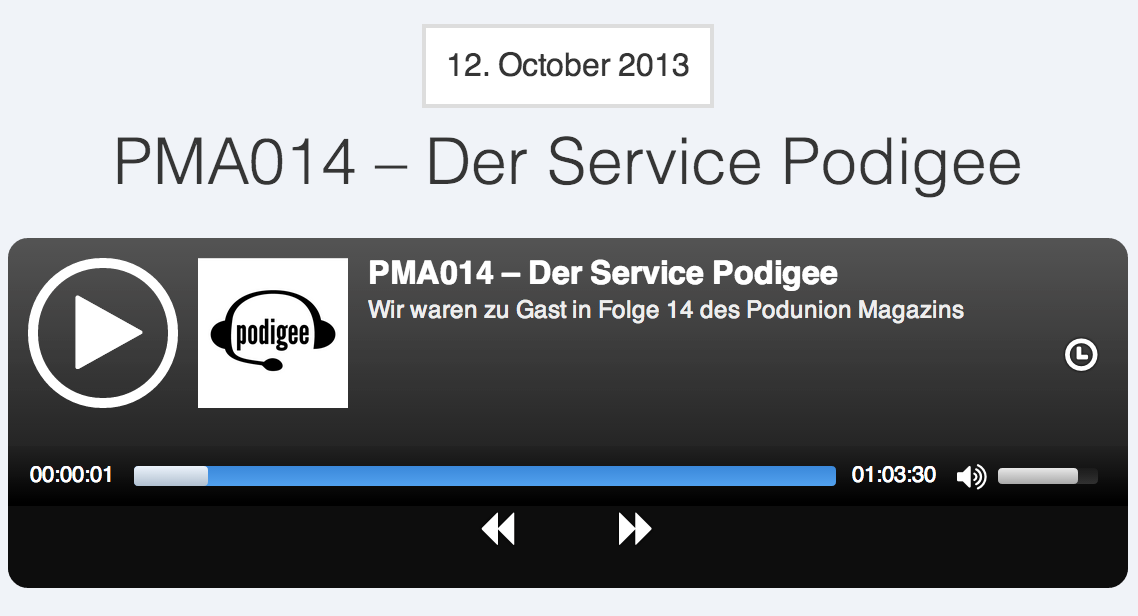 12. October 2013
PMA014 – Der Service Podigee
PMA014 – Der Service Podigee
Wir waren zu Gast in Folge 14 des Podunion Magazins
podigee
00:00:01
01:03:30